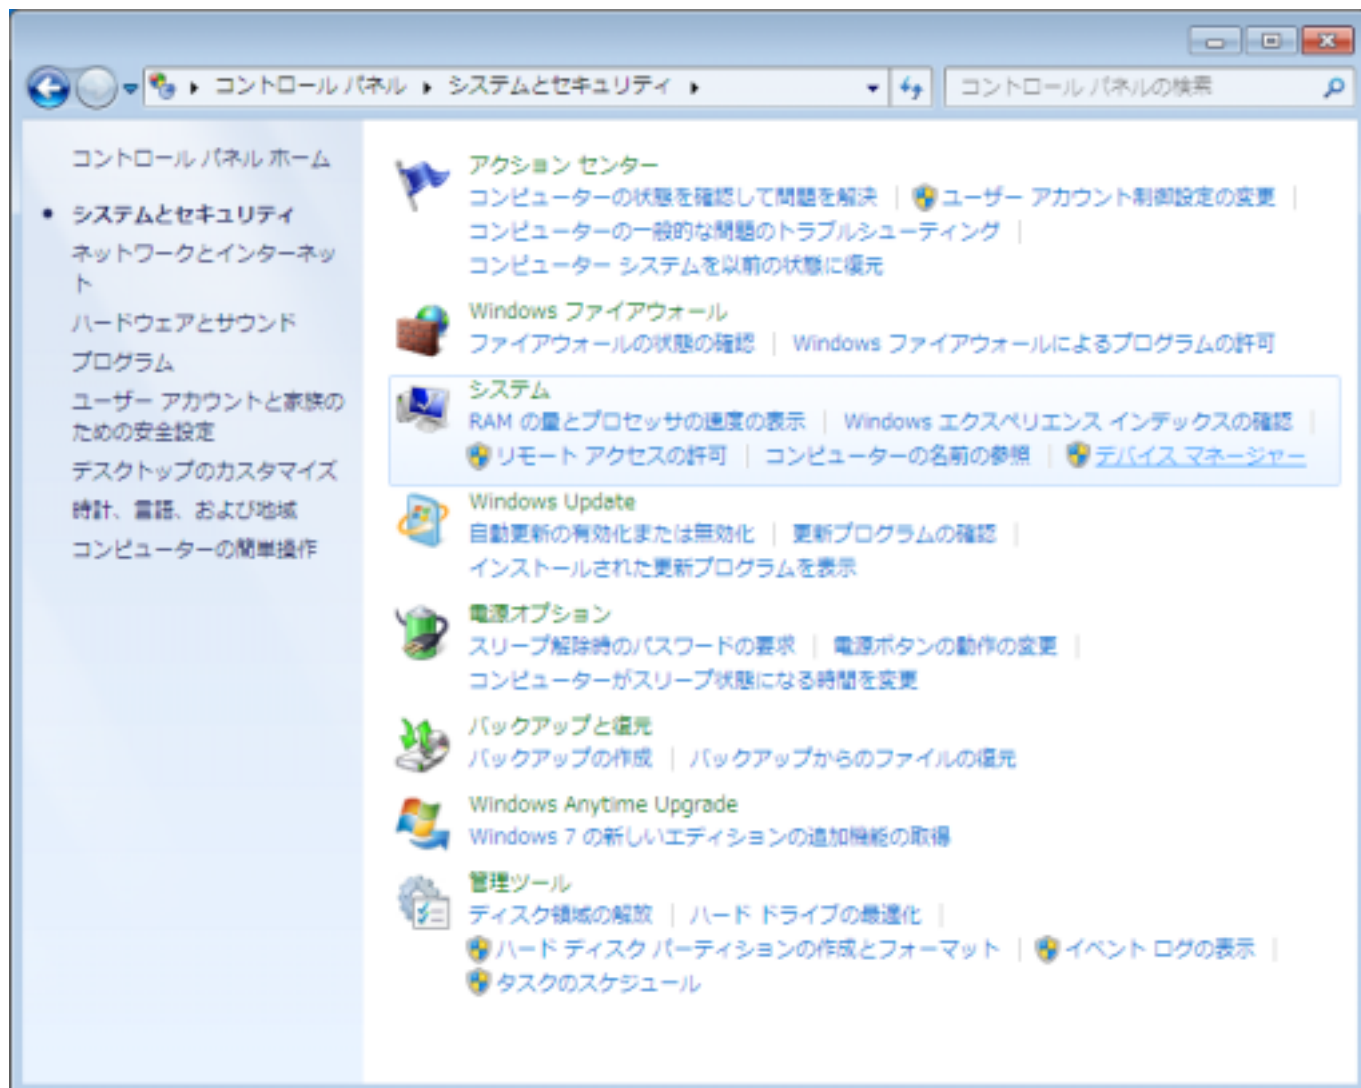 コントロール パネル ▸ システムとセキュリティ ▸
コントロール パネルの検索
コントロール パネル ホーム
システムとセキュリティ
ネットワークとインターネッ
ト
ハードウェアとサウンド
プログラム
ユーザー アカウントと家族の
ための安全設定
デスクトップのカスタマイズ
時計、言語、および地域
コンピューターの簡単操作
アクション センター
コンピューターの状態を確認して問題を解決 | ユーザー アカウント制御設定の変更 |
コンピューターの一般的な問題のトラブルシューティング |
コンピューター システムを以前の状態に復元
Windows ファイアウォール
ファイアウォールの状態の確認 | Windows ファイアウォールによるプログラムの許可
システム
RAM の量とプロセッサの速度の表示 | Windows エクスペリエンス インデックスの確認 |
リモート アクセスの許可 | コンピューターの名前の参照 | デバイス マネージャー
Windows Update
自動更新の有効化または無効化 | 更新プログラムの確認 |
インストールされた更新プログラムを表示
電源オプション
スリープ解除時のパスワードの要求 | 電源ボタンの動作の変更 |
コンピューターがスリープ状態になる時間を変更
バックアップと復元
バックアップの作成 | バックアップからのファイルの復元
Windows Anytime Upgrade
Windows 7 の新しいエディションの追加機能の取得
管理ツール
ディスク領域の解放 | ハード ドライブの最適化 |
ハード ディスク パーティションの作成とフォーマット | イベント ログの表示 |
タスクのスケジュール